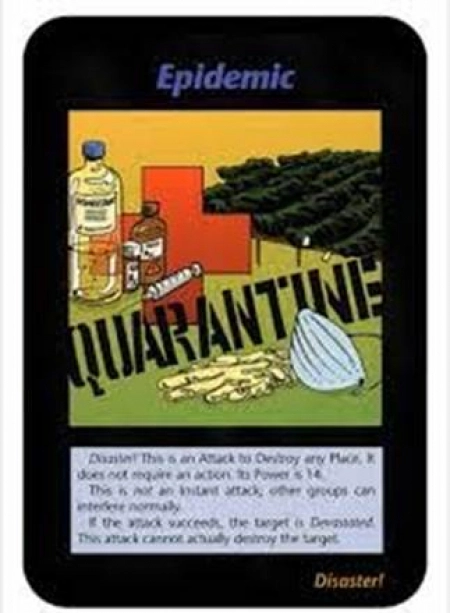 Epidemic
QUARANTINE
Disaster! This is an Attack to Destroy any Place. It
does not require an action. Its Power is 14.
This is not an Instant attack; other groups can
interfere normally.
If the attack succeeds, the target is Devastated.
This attack cannot actually destroy the target.
Disaster!